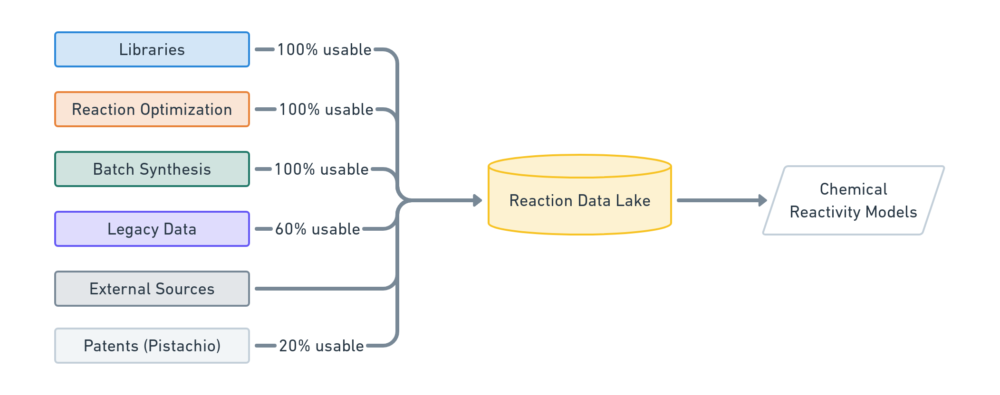 Libraries
100% usable
Reaction Optimization
100% usable
Batch Synthesis
100% usable
Legacy Data
60% usable
External Sources
Patents (Pistachio)
20% usable
Reaction Data Lake
Chemical
Reactivity Models